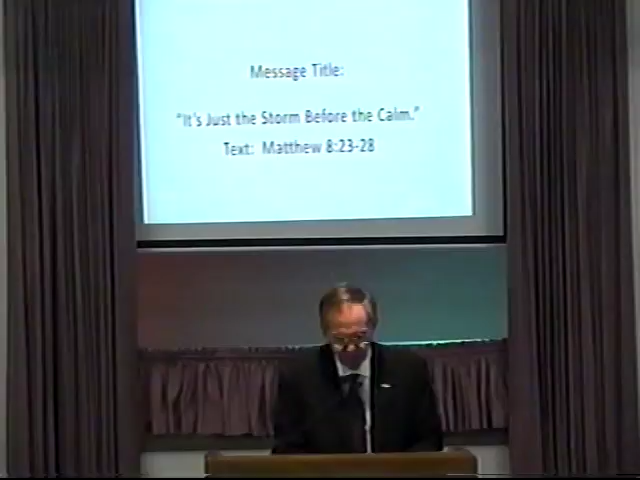 Message Title:
"It's Just the Storm Before the Calm."
Text: Matthew 8:23-28